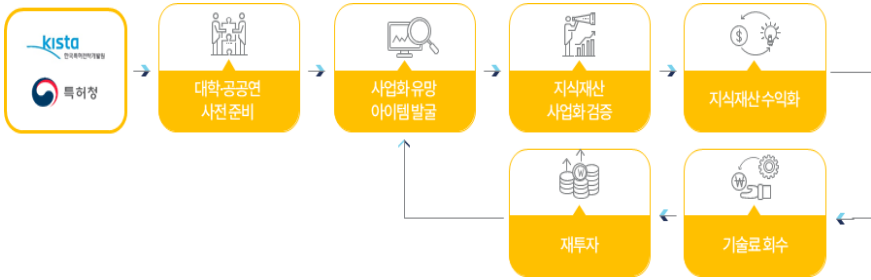 kısta
한국특허전략개발원
특허청
대학·공공연
사전 준비
사업화 유망
아이템 발굴
지식재산
사업화 검증
지식재산 수익화
재투자
기술료 회수